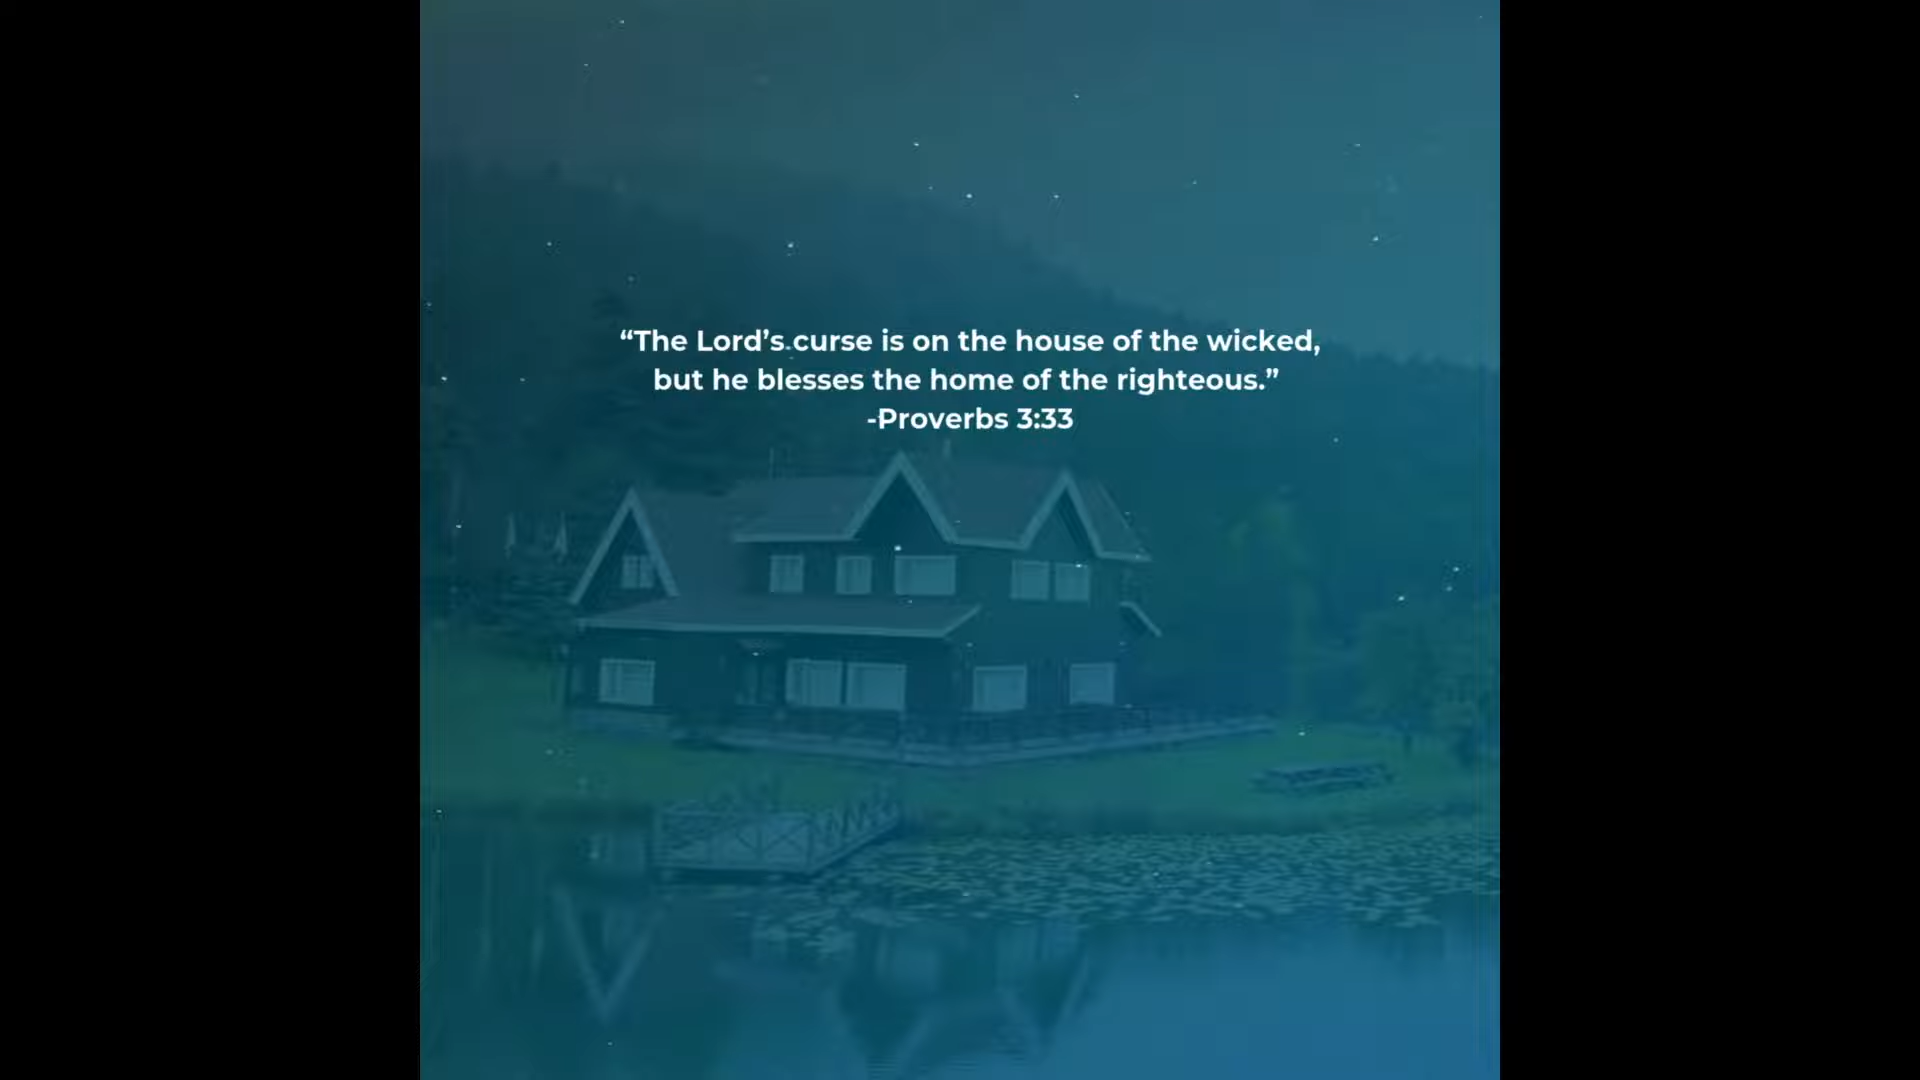 “The Lord’s curse is on the house of the wicked,
but he blesses the home of the righteous.”
-Proverbs 3:33